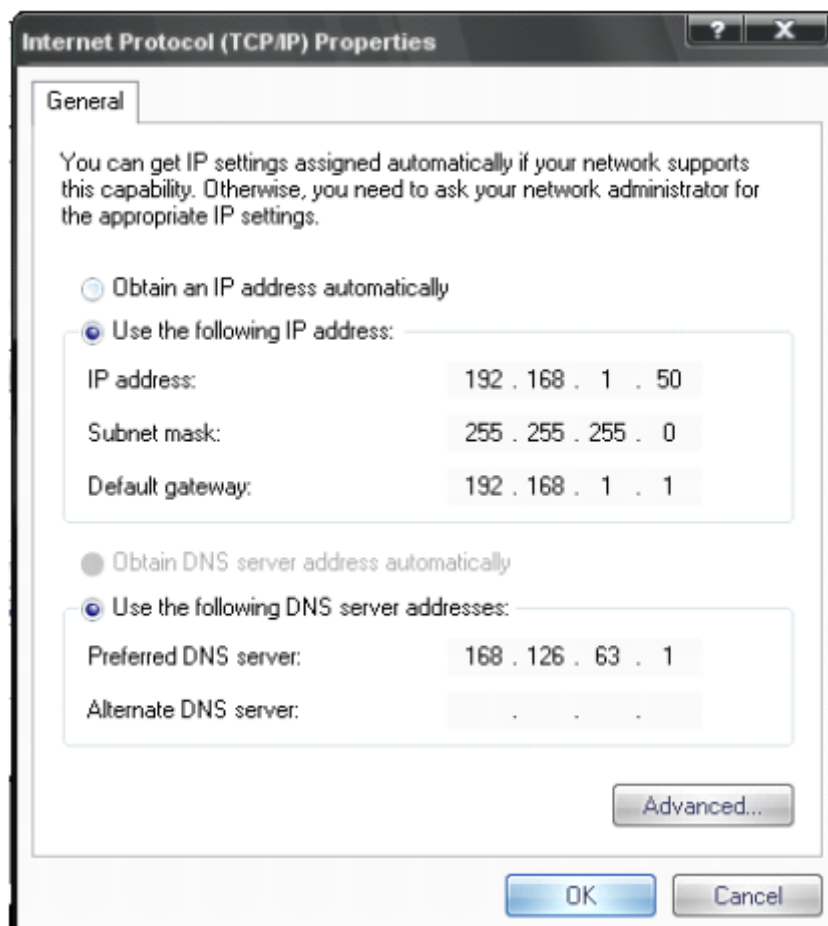 Internet Protocol (TCP/IP) Properties
? X
General
You can get IP settings assigned automatically if your network supports
this capability. Otherwise, you need to ask your network administrator for
the appropriate IP settings.
Obtain an IP address automatically
Use the following IP address:
IP address: 192 . 168 . 1 . 50
Subnet mask: 255 . 255 . 255 . 0
Default gateway: 192 . 168 . 1 . 1
Obtain DNS server address automatically
Use the following DNS server addresses:
Preferred DNS server: 168 . 126 . 63 . 1
Alternate DNS server: . . .
Advanced...
OK Cancel